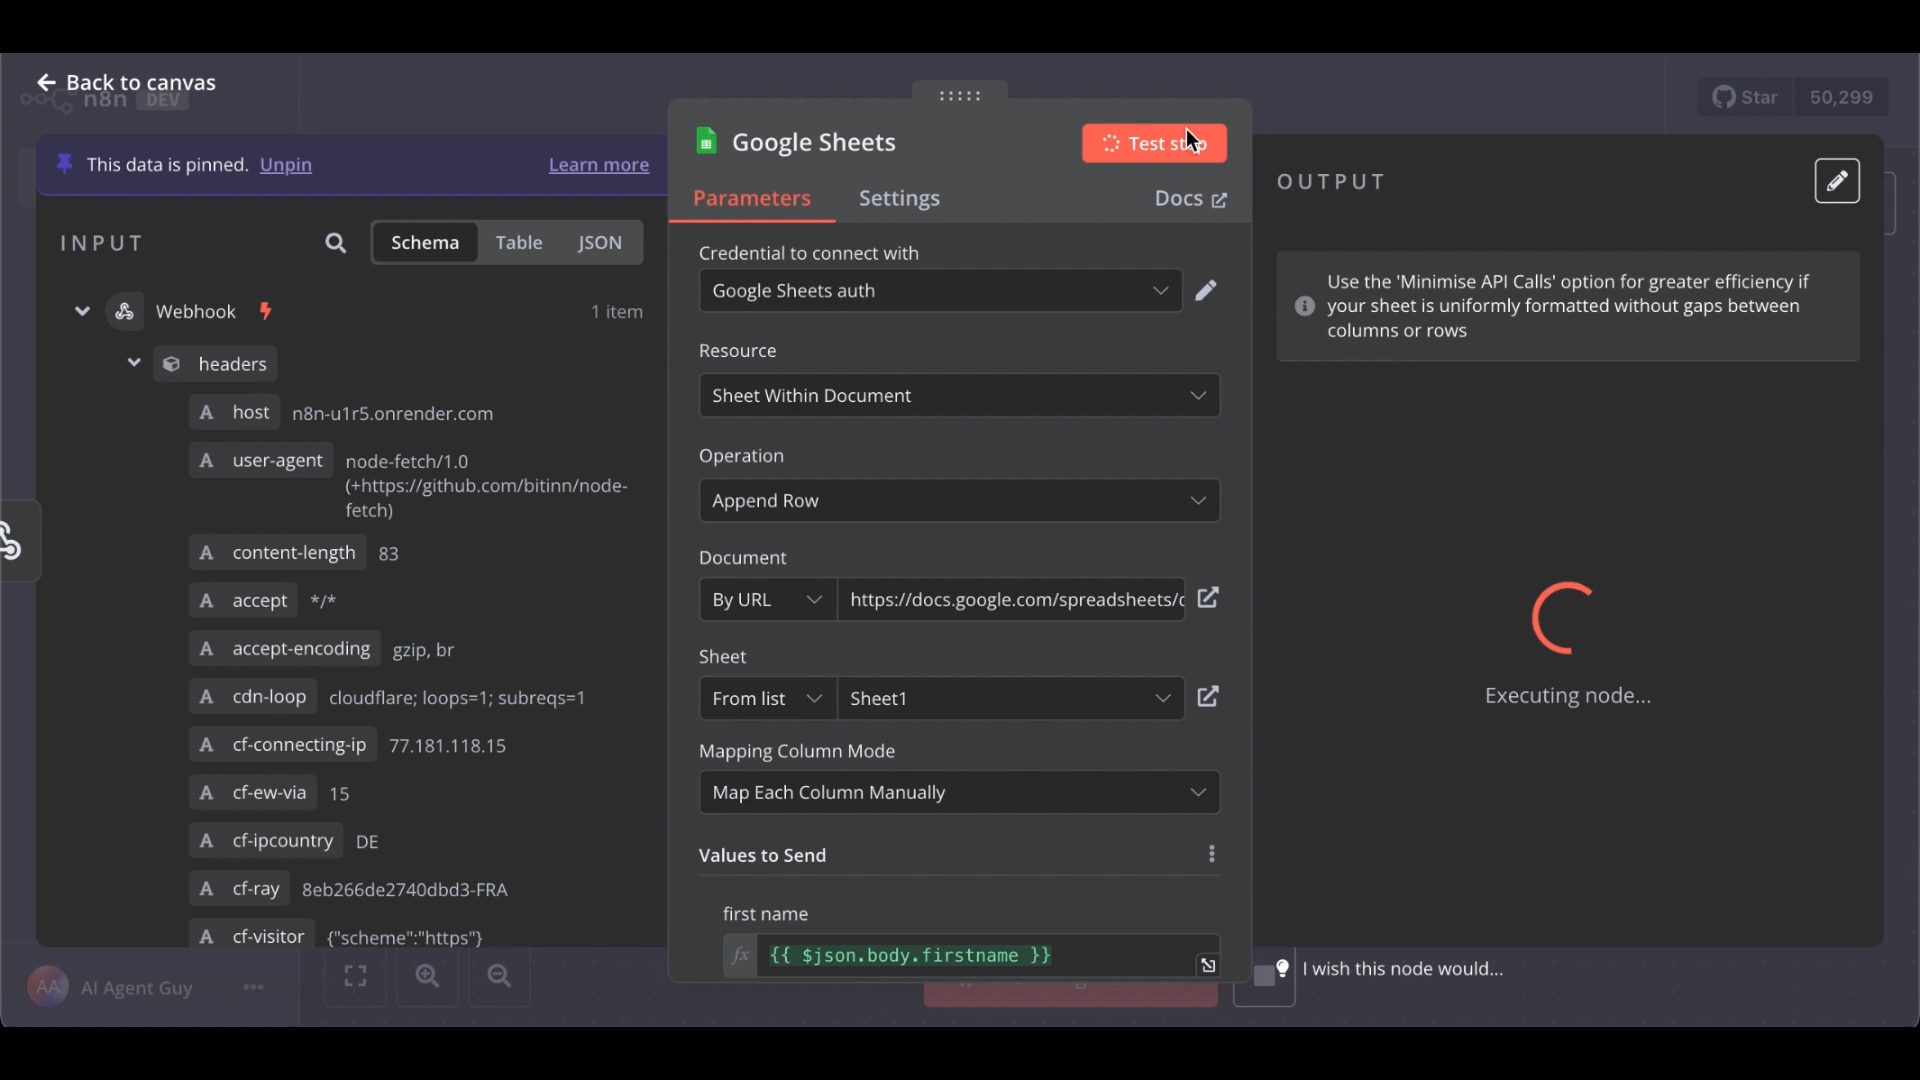 Back to canvas
n8n DEV
Star 50,299
This data is pinned. Unpin Learn more
INPUT
Schema Table JSON
Webhook 1 item
headers
A host n8n-u1r5.onrender.com
A user-agent node-fetch/1.0
(+https://github.com/bitinn/node-
fetch)
A content-length 83
A accept */*
A accept-encoding gzip, br
A cdn-loop cloudflare; loops=1; subreqs=1
A cf-connecting-ip 77.181.118.15
A cf-ew-via 15
A cf-ipcountry DE
A cf-ray 8eb266de2740dbd3-FRA
A cf-visitor {"scheme":"https"}
AA AI Agent Guy
Google Sheets
Test step
Parameters Settings Docs
Credential to connect with
Google Sheets auth
Resource
Sheet Within Document
Operation
Append Row
Document
By URL https://docs.google.com/spreadsheets/d
Sheet
From list Sheet1
Mapping Column Mode
Map Each Column Manually
Values to Send
first name
fx {{ $json.body.firstname }}
OUTPUT
Use the 'Minimise API Calls' option for greater efficiency if
your sheet is uniformly formatted without gaps between
columns or rows
Executing node...
I wish this node would...